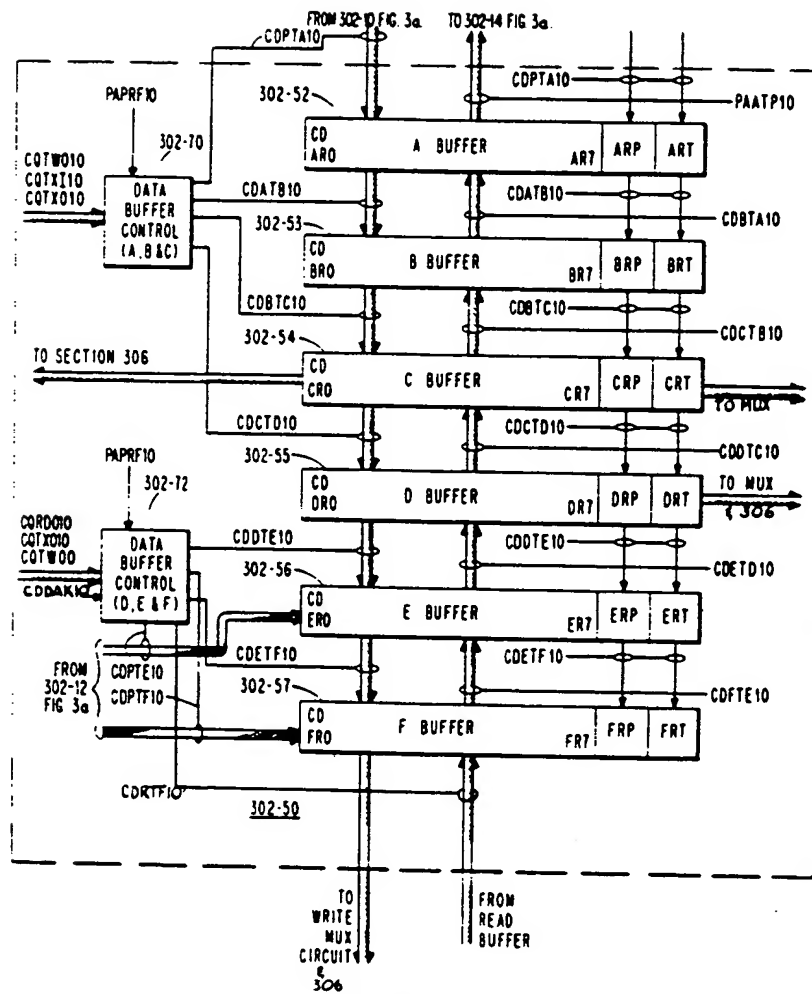 FROM 302-10 FIG. 3a
TO 302-14 FIG. 3a
CDPTA10
CDPTA10
PAATP10
302-52
PAPRF10
302-70
CD
ARO
A BUFFER
AR7
ARP
ART
CQTW010
CQTXI10
CQTX010
DATA
BUFFER
CONTROL
(A, B & C)
CDATB10
302-53
CDATB10
CDBTA10
CD
BRO
B BUFFER
BR7
BRP
BRT
CDBTC10
302-54
CDBTC10
CDCTB10
TO SECTION 306
CD
CRO
C BUFFER
CR7
CRP
CRT
TO MUX
CDCTD10
302-55
CDCTD10
CDDTC10
PAPRF10
302-72
CD
DRO
D BUFFER
DR7
DRP
DRT
TO MUX
& 306
CQRD010
CQTX010
CQTW00
CDDAK10
DATA
BUFFER
CONTROL
(D, E & F)
CDDTE10
302-56
CDDTE10
CDETD10
CD
ERO
E BUFFER
ER7
ERP
ERT
CDPTE10
CDETF10
CDETF10
CDFTE10
FROM
302-12
FIG 3a
CDPTF10
302-57
CD
FRO
F BUFFER
FR7
FRP
FRT
CDRTF10
302-50
TO
WRITE
MUX
CIRCUIT
&
306
FROM
READ
BUFFER